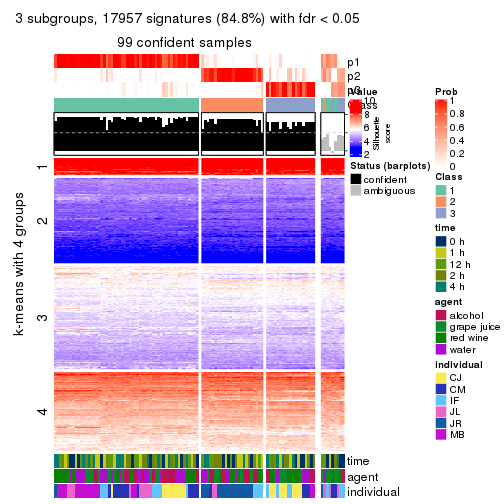 3 subgroups, 17957 signatures (84.8%) with fdr < 0.05
99 confident samples
p1
p2
p3
Class
Silhouette
score
k-means with 4 groups
1
2
3
4
time
agent
individual
Value
10
8
6
4
2
Status (barplots)
confident
ambiguous
Prob
1
0.8
0.6
0.4
0.2
0
Class
1
2
3
time
0 h
1 h
12 h
2 h
4 h
agent
alcohol
grape juice
red wine
water
individual
CJ
CM
IF
JL
JR
MB